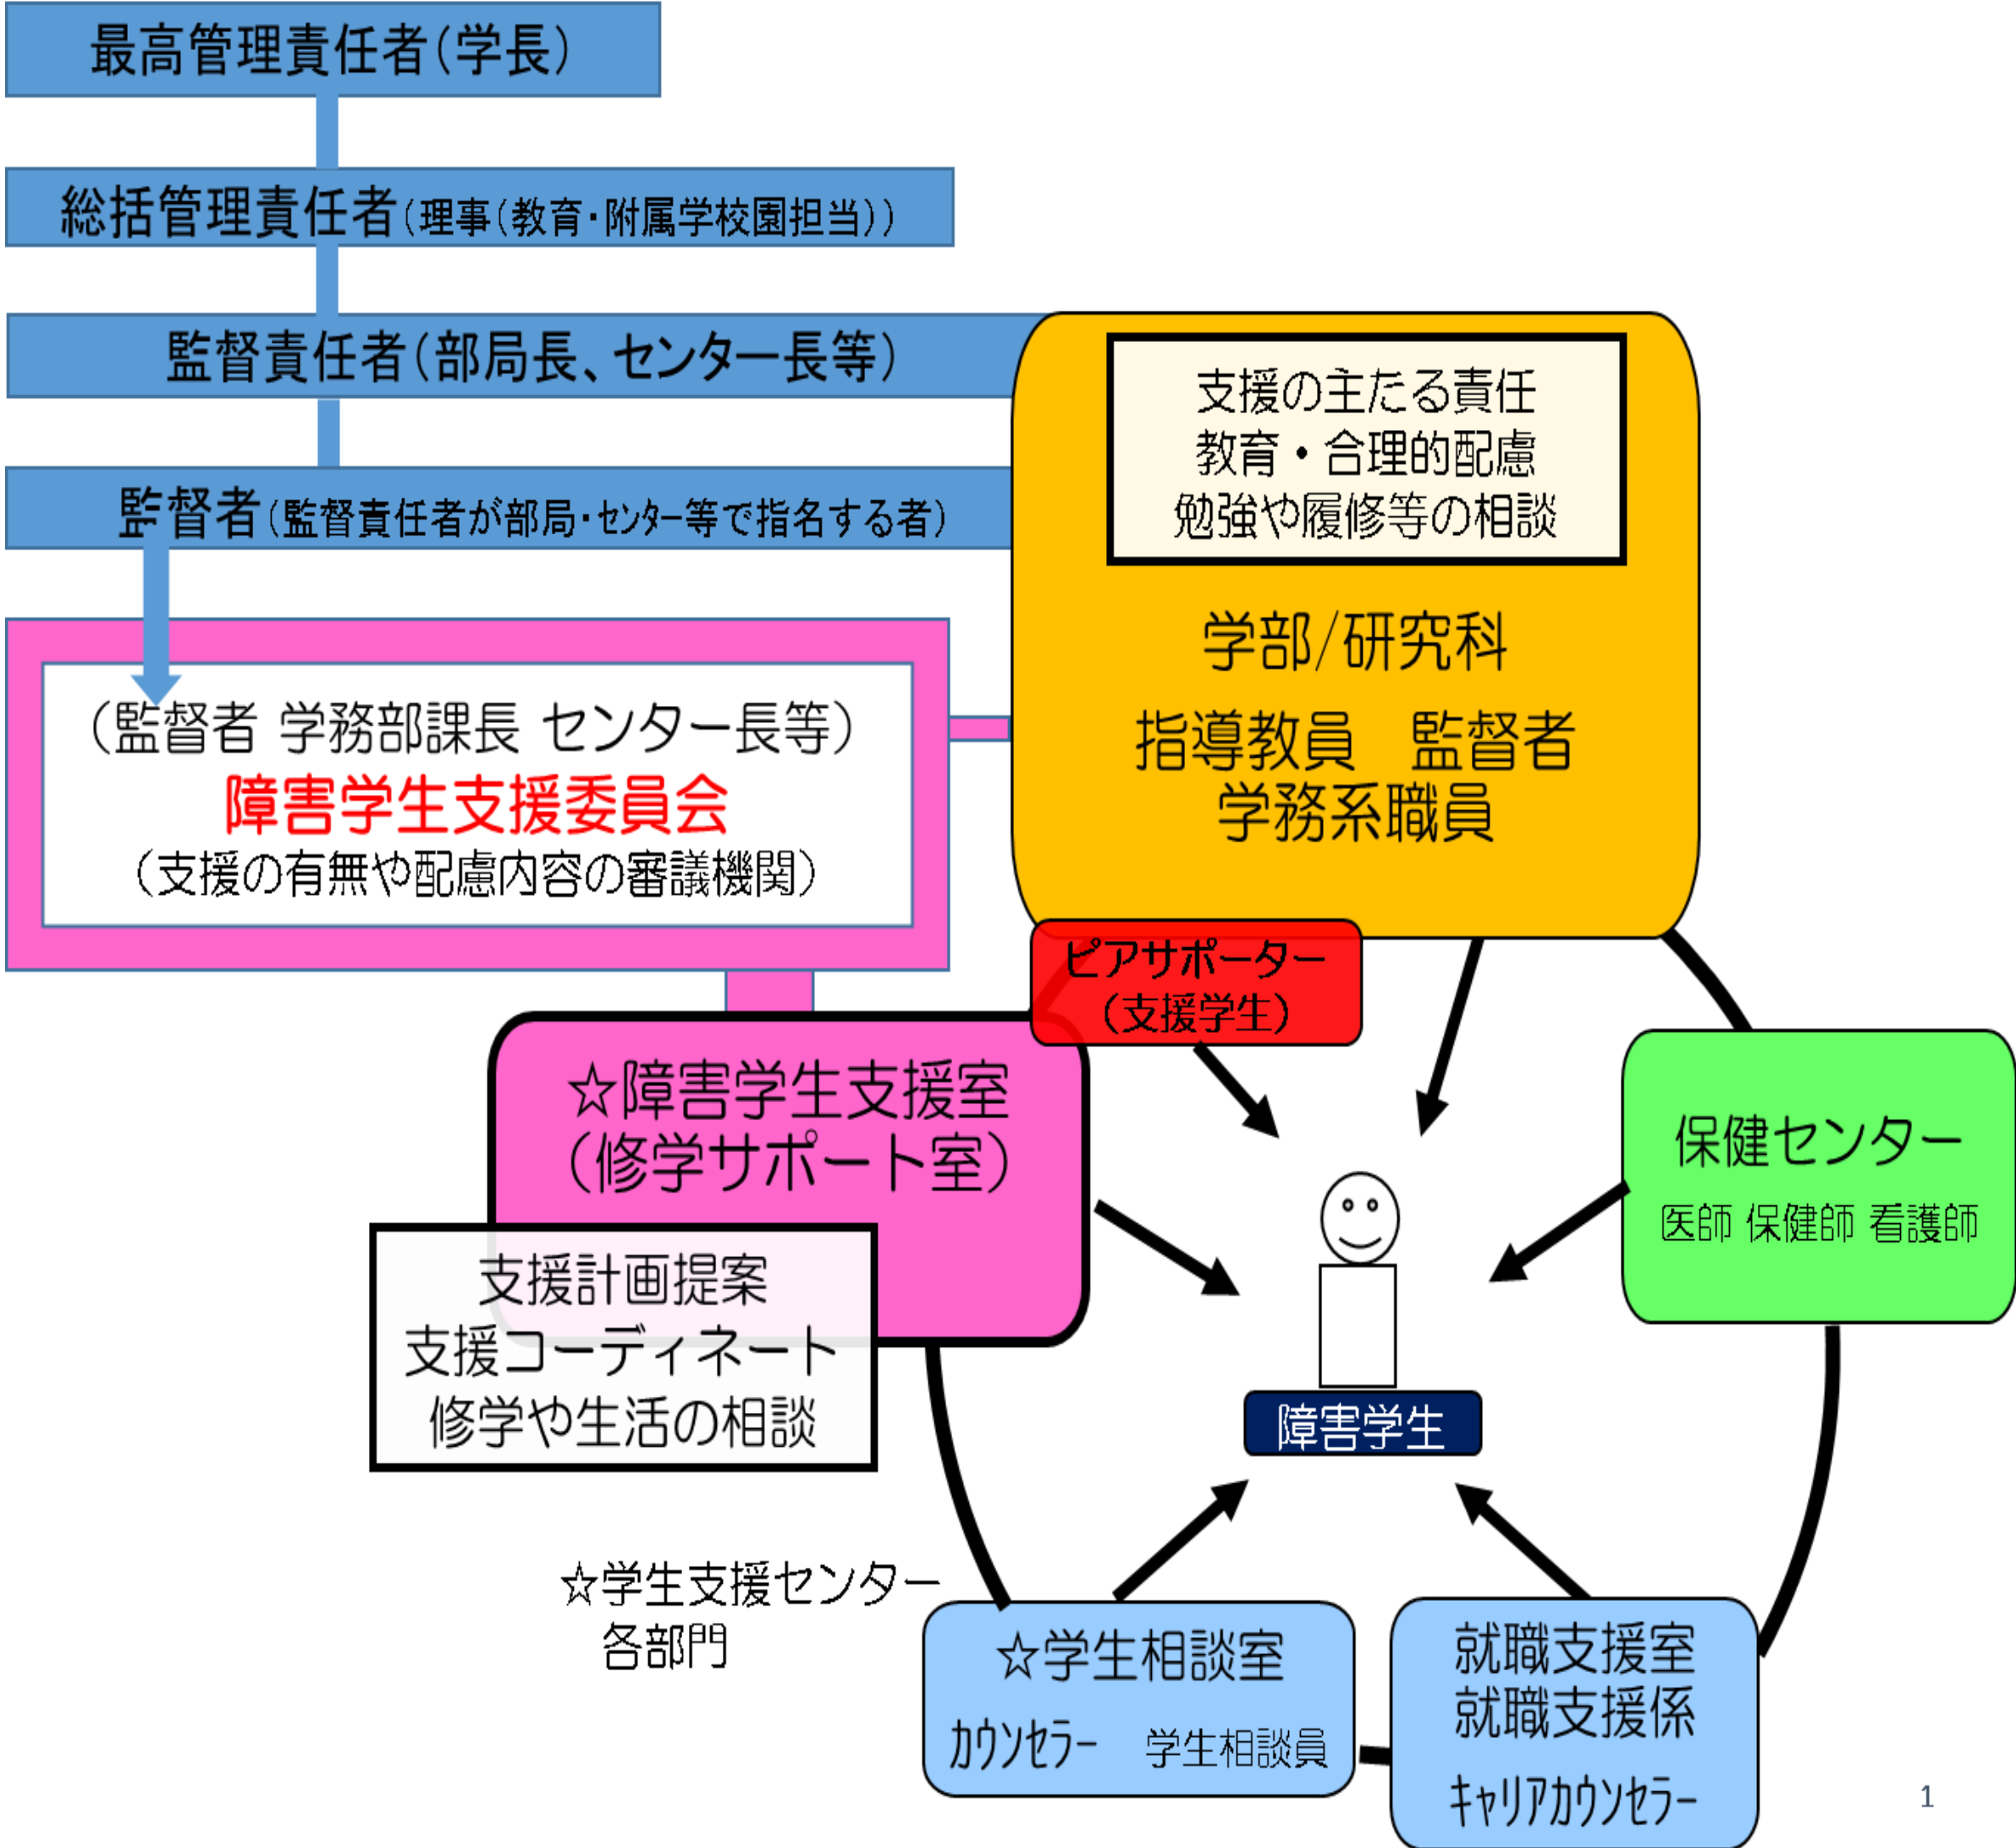 最高管理責任者(学長)
総括管理責任者(理事(教育・附属学校園担当))
監督責任者(部局長、センター長等)
監督者(監督責任者が部局・センター等で指名する者)
(監督者 学務部課長 センター長等)
障害学生支援委員会
(支援の有無や配慮内容の審議機関)
支援の主たる責任
教育・合理的配慮
勉強や履修等の相談
学部/研究科
指導教員 監督者
学務系職員
ピアサポーター
(支援学生)
☆障害学生支援室
(修学サポート室)
支援計画提案
支援コーディネート
修学や生活の相談
保健センター
医師 保健師 看護師
障害学生
☆学生支援センター
各部門
☆学生相談室
カウンセラー 学生相談員
就職支援室
就職支援係
キャリアカウンセラー
1